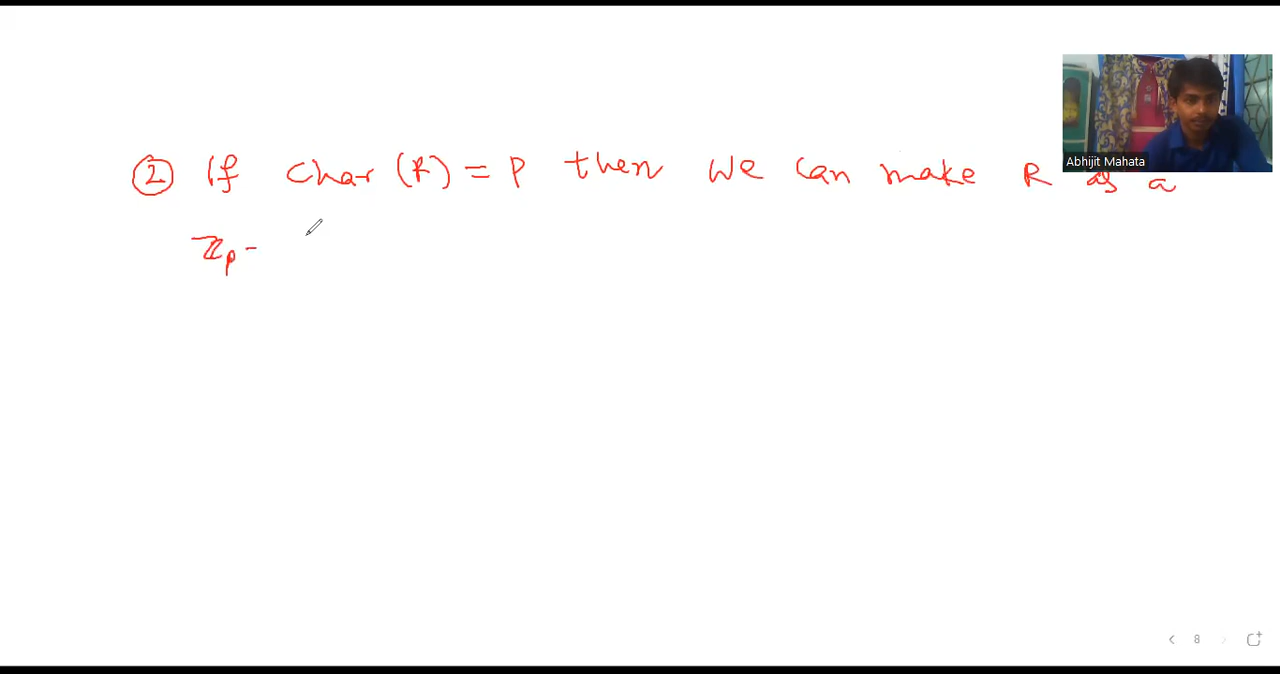 ② If char (R) = p then we can make R as a
ℤₚ -
Abhijit Mahata
8